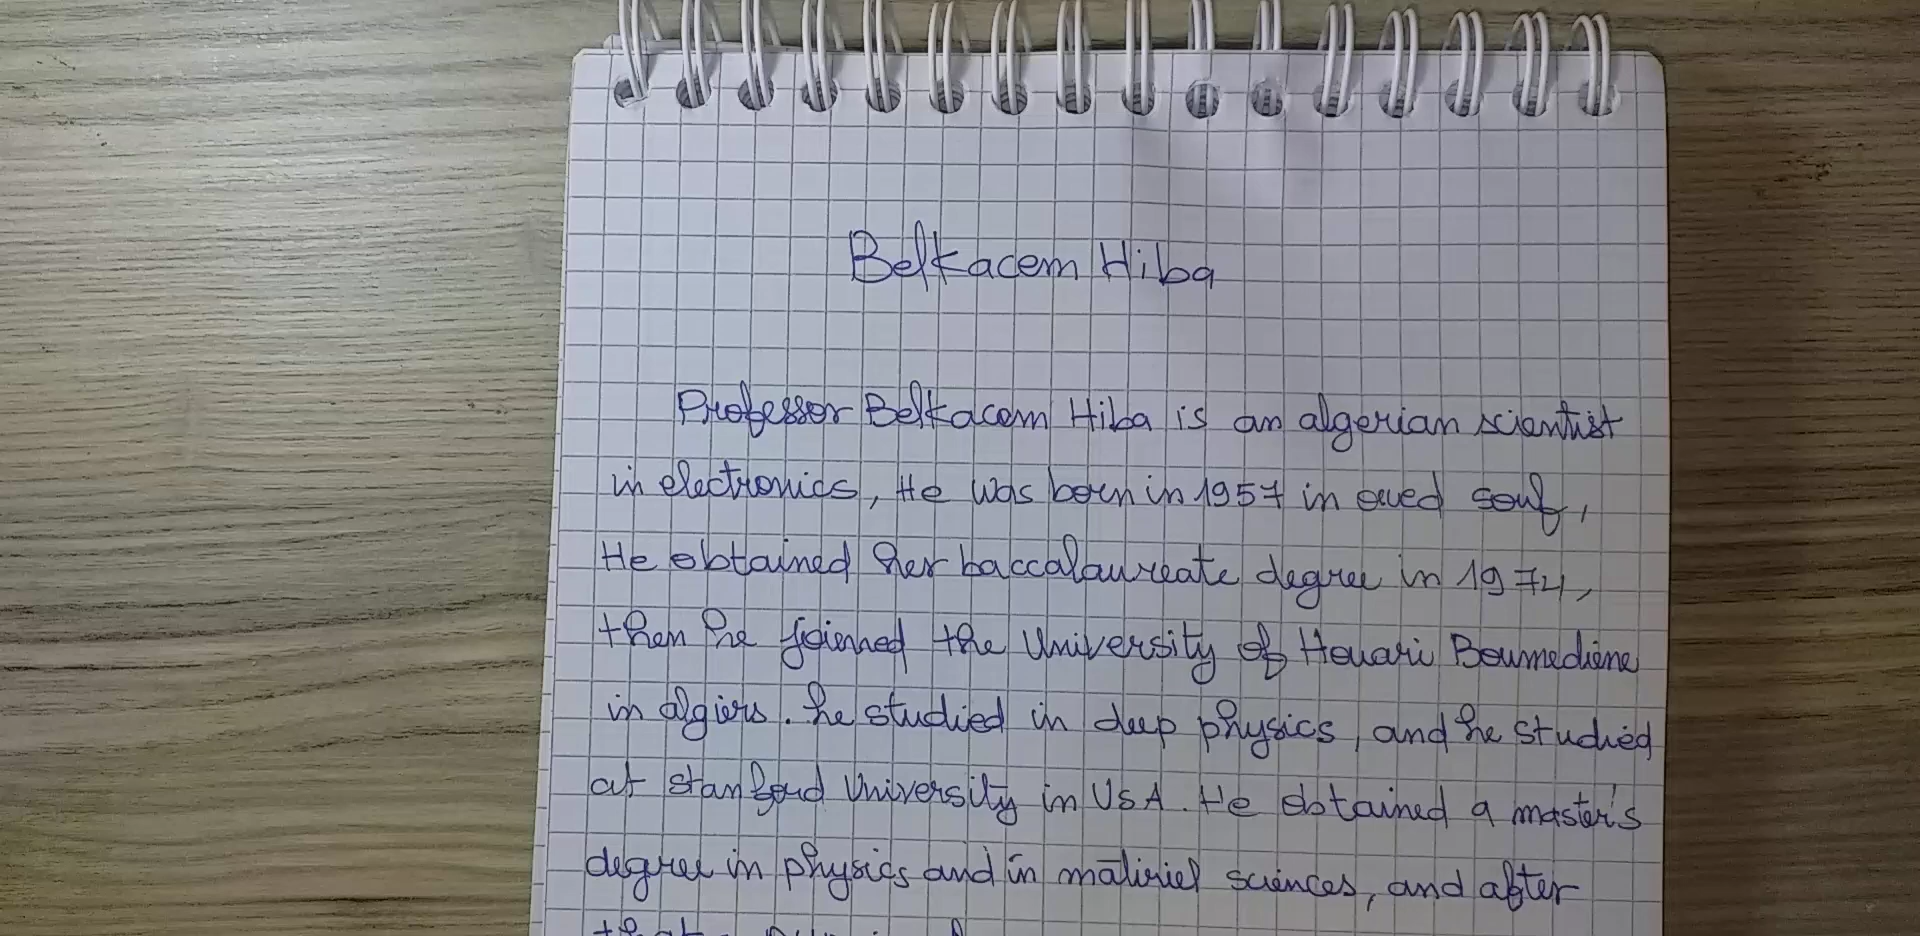 Belkacem Hiba
Professor Belkacem Hiba is an algerian scientist
in electronics, He was born in 1957 in oued souf,
He obtained her baccalaureate degree in 1974,
then he joienned the University of Houari Boumediene
in algiers. he studied in deep physics, and he studied
at stanford University in USA. He obtained a master's
degree in physics and in matiriel sciences, and after
that